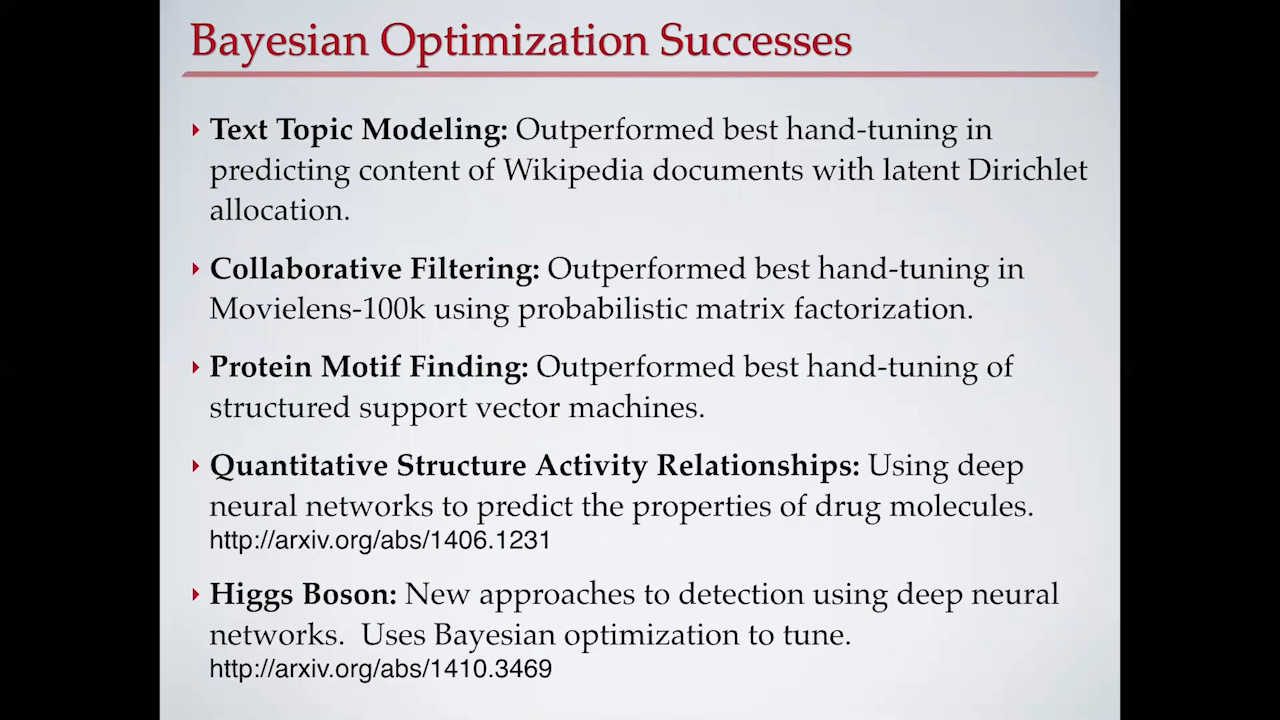 Bayesian Optimization Successes
Text Topic Modeling: Outperformed best hand-tuning in
predicting content of Wikipedia documents with latent Dirichlet
allocation.
Collaborative Filtering: Outperformed best hand-tuning in
Movielens-100k using probabilistic matrix factorization.
Protein Motif Finding: Outperformed best hand-tuning of
structured support vector machines.
Quantitative Structure Activity Relationships: Using deep
neural networks to predict the properties of drug molecules.
http://arxiv.org/abs/1406.1231
Higgs Boson: New approaches to detection using deep neural
networks.  Uses Bayesian optimization to tune.
http://arxiv.org/abs/1410.3469